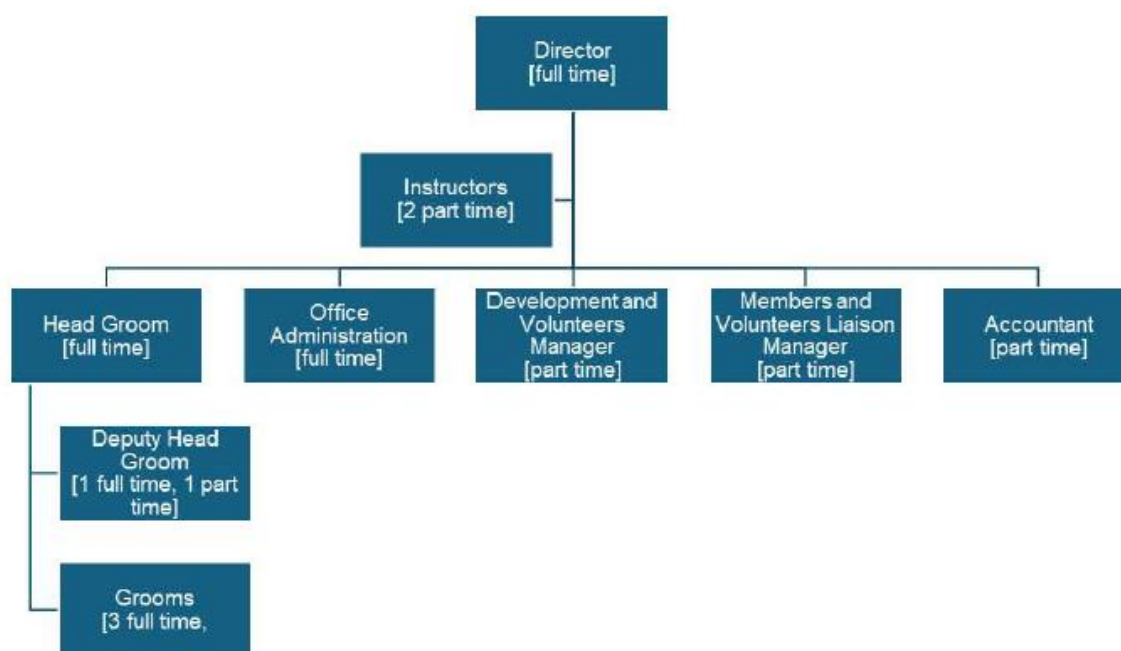 Director
[full time]
Instructors
[2 part time]
Head Groom
[full time]
Office
Administration
[full time]
Development and
Volunteers
Manager
[part time]
Members and
Volunteers Liaison
Manager
[part time]
Accountant
[part time]
Deputy Head
Groom
[1 full time, 1 part
time]
Grooms
[3 full time,